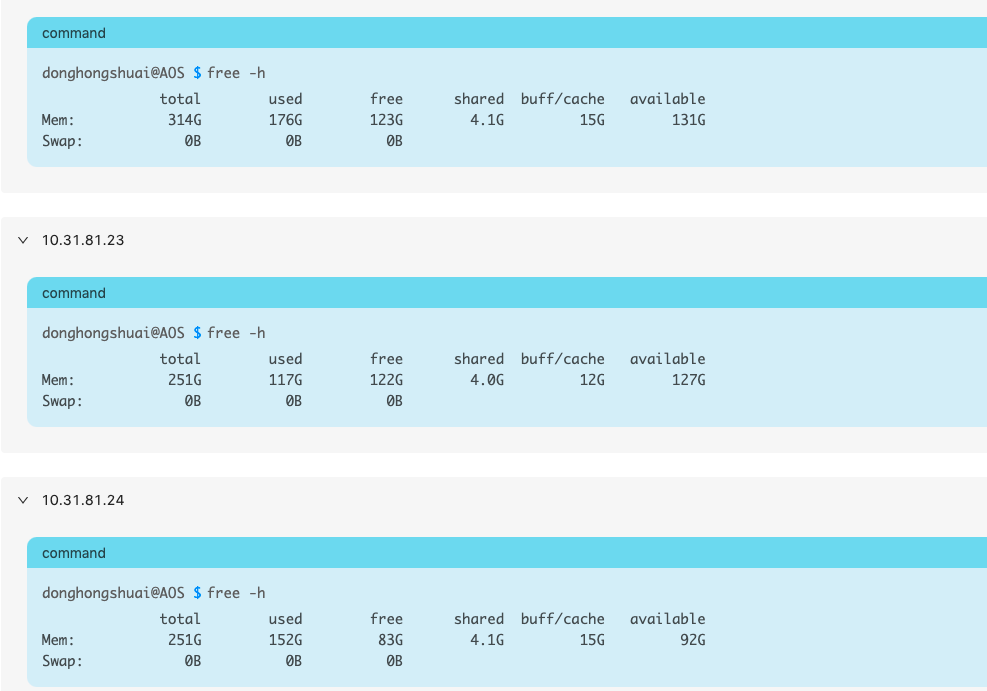 command
donghongshuai@AOS $ free -h
total used free shared buff/cache available
Mem: 314G 176G 123G 4.1G 15G 131G
Swap: 0B 0B 0B
10.31.81.23
command
donghongshuai@AOS $ free -h
total used free shared buff/cache available
Mem: 251G 117G 122G 4.0G 12G 127G
Swap: 0B 0B 0B
10.31.81.24
command
donghongshuai@AOS $ free -h
total used free shared buff/cache available
Mem: 251G 152G 83G 4.1G 15G 92G
Swap: 0B 0B 0B